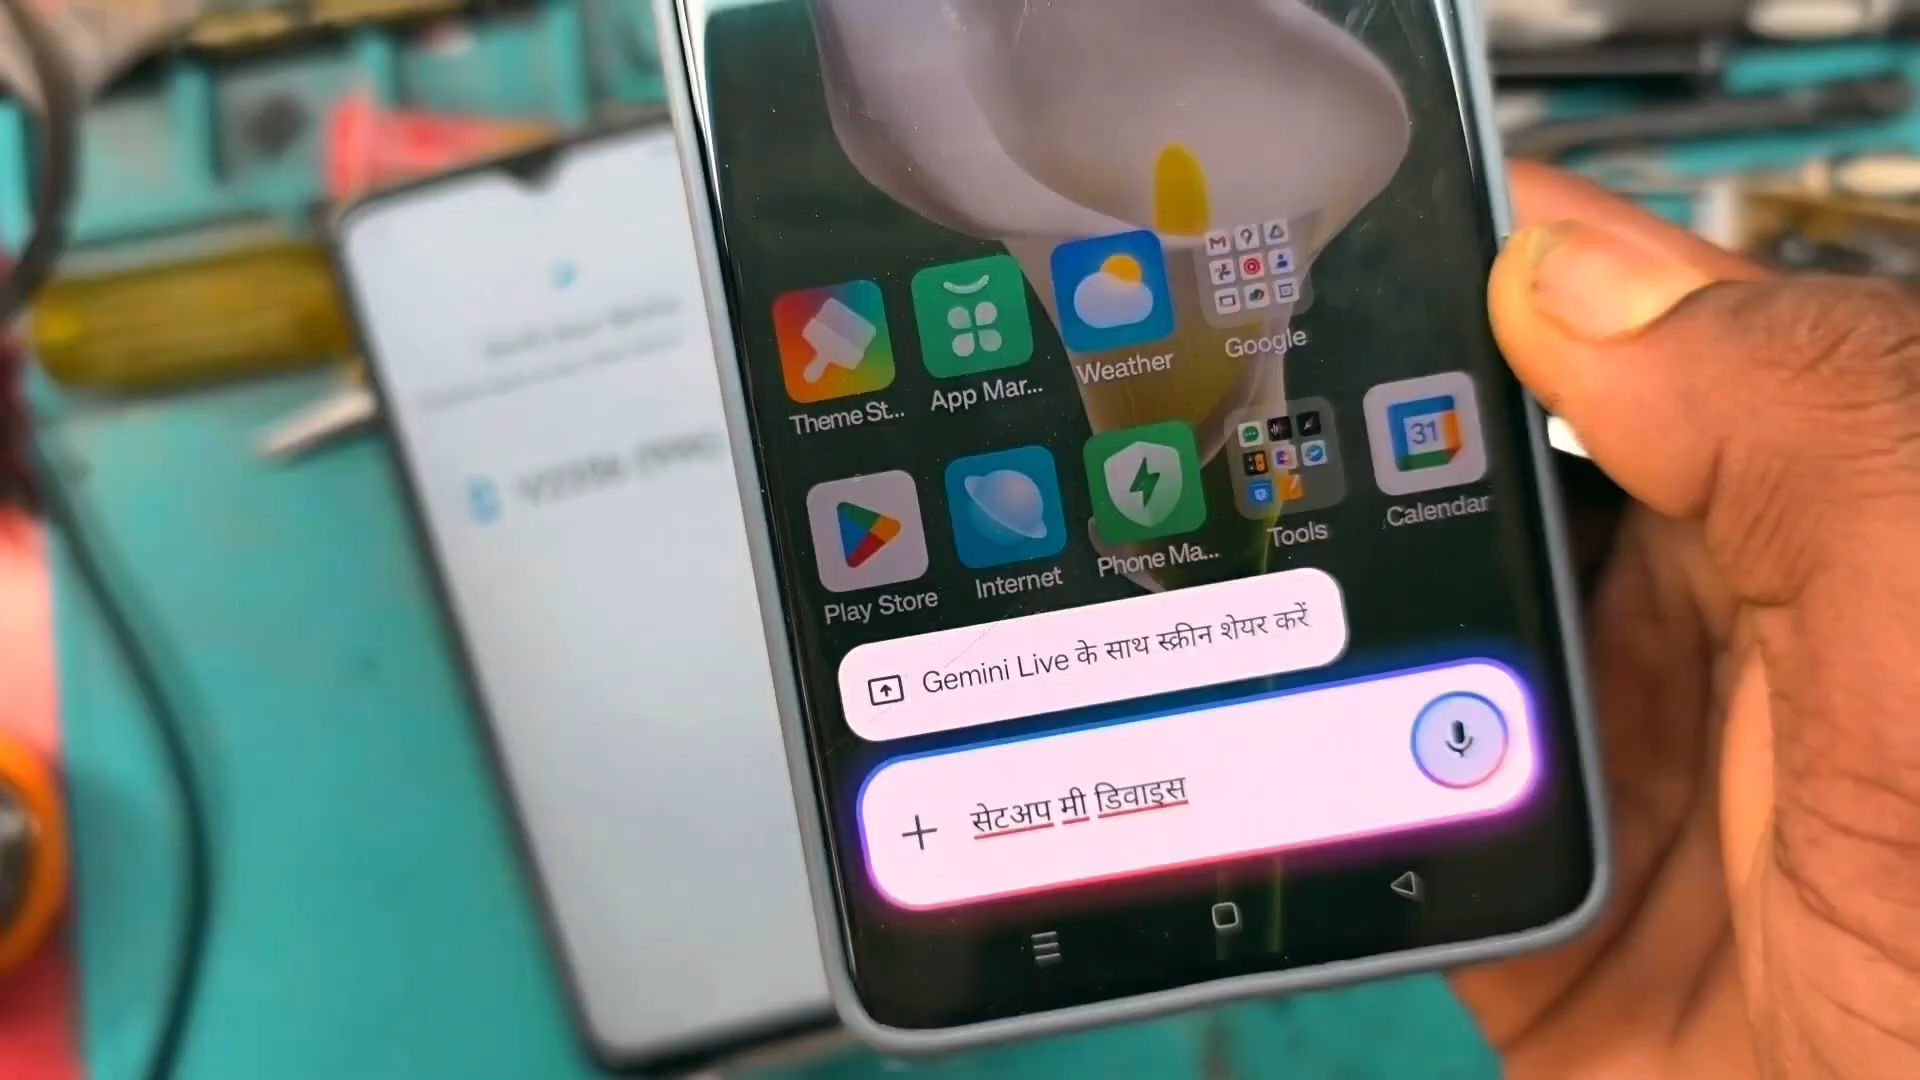 Theme St...
App Mar...
Weather
Google
31
Play Store
Internet
Phone Ma...
Tools
Calendar
Gemini Live के साथ स्क्रीन शेयर करें
सेटअप मी डिवाइस